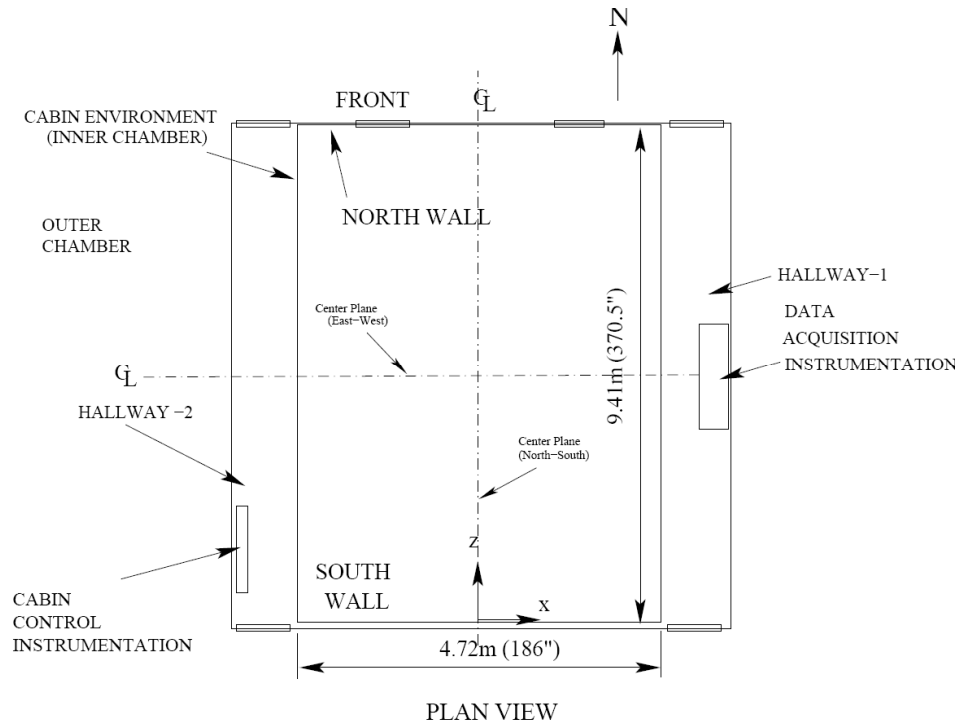 N
FRONT
CL
CABIN ENVIRONMENT
(INNER CHAMBER)
NORTH WALL
OUTER
CHAMBER
HALLWAY−1
Center Plane
(East−West)
DATA
ACQUISITION
INSTRUMENTATION
9.41m (370.5")
CL
HALLWAY −2
Center Plane
(North−South)
z
SOUTH
WALL
x
CABIN
CONTROL
INSTRUMENTATION
4.72m (186")
PLAN VIEW